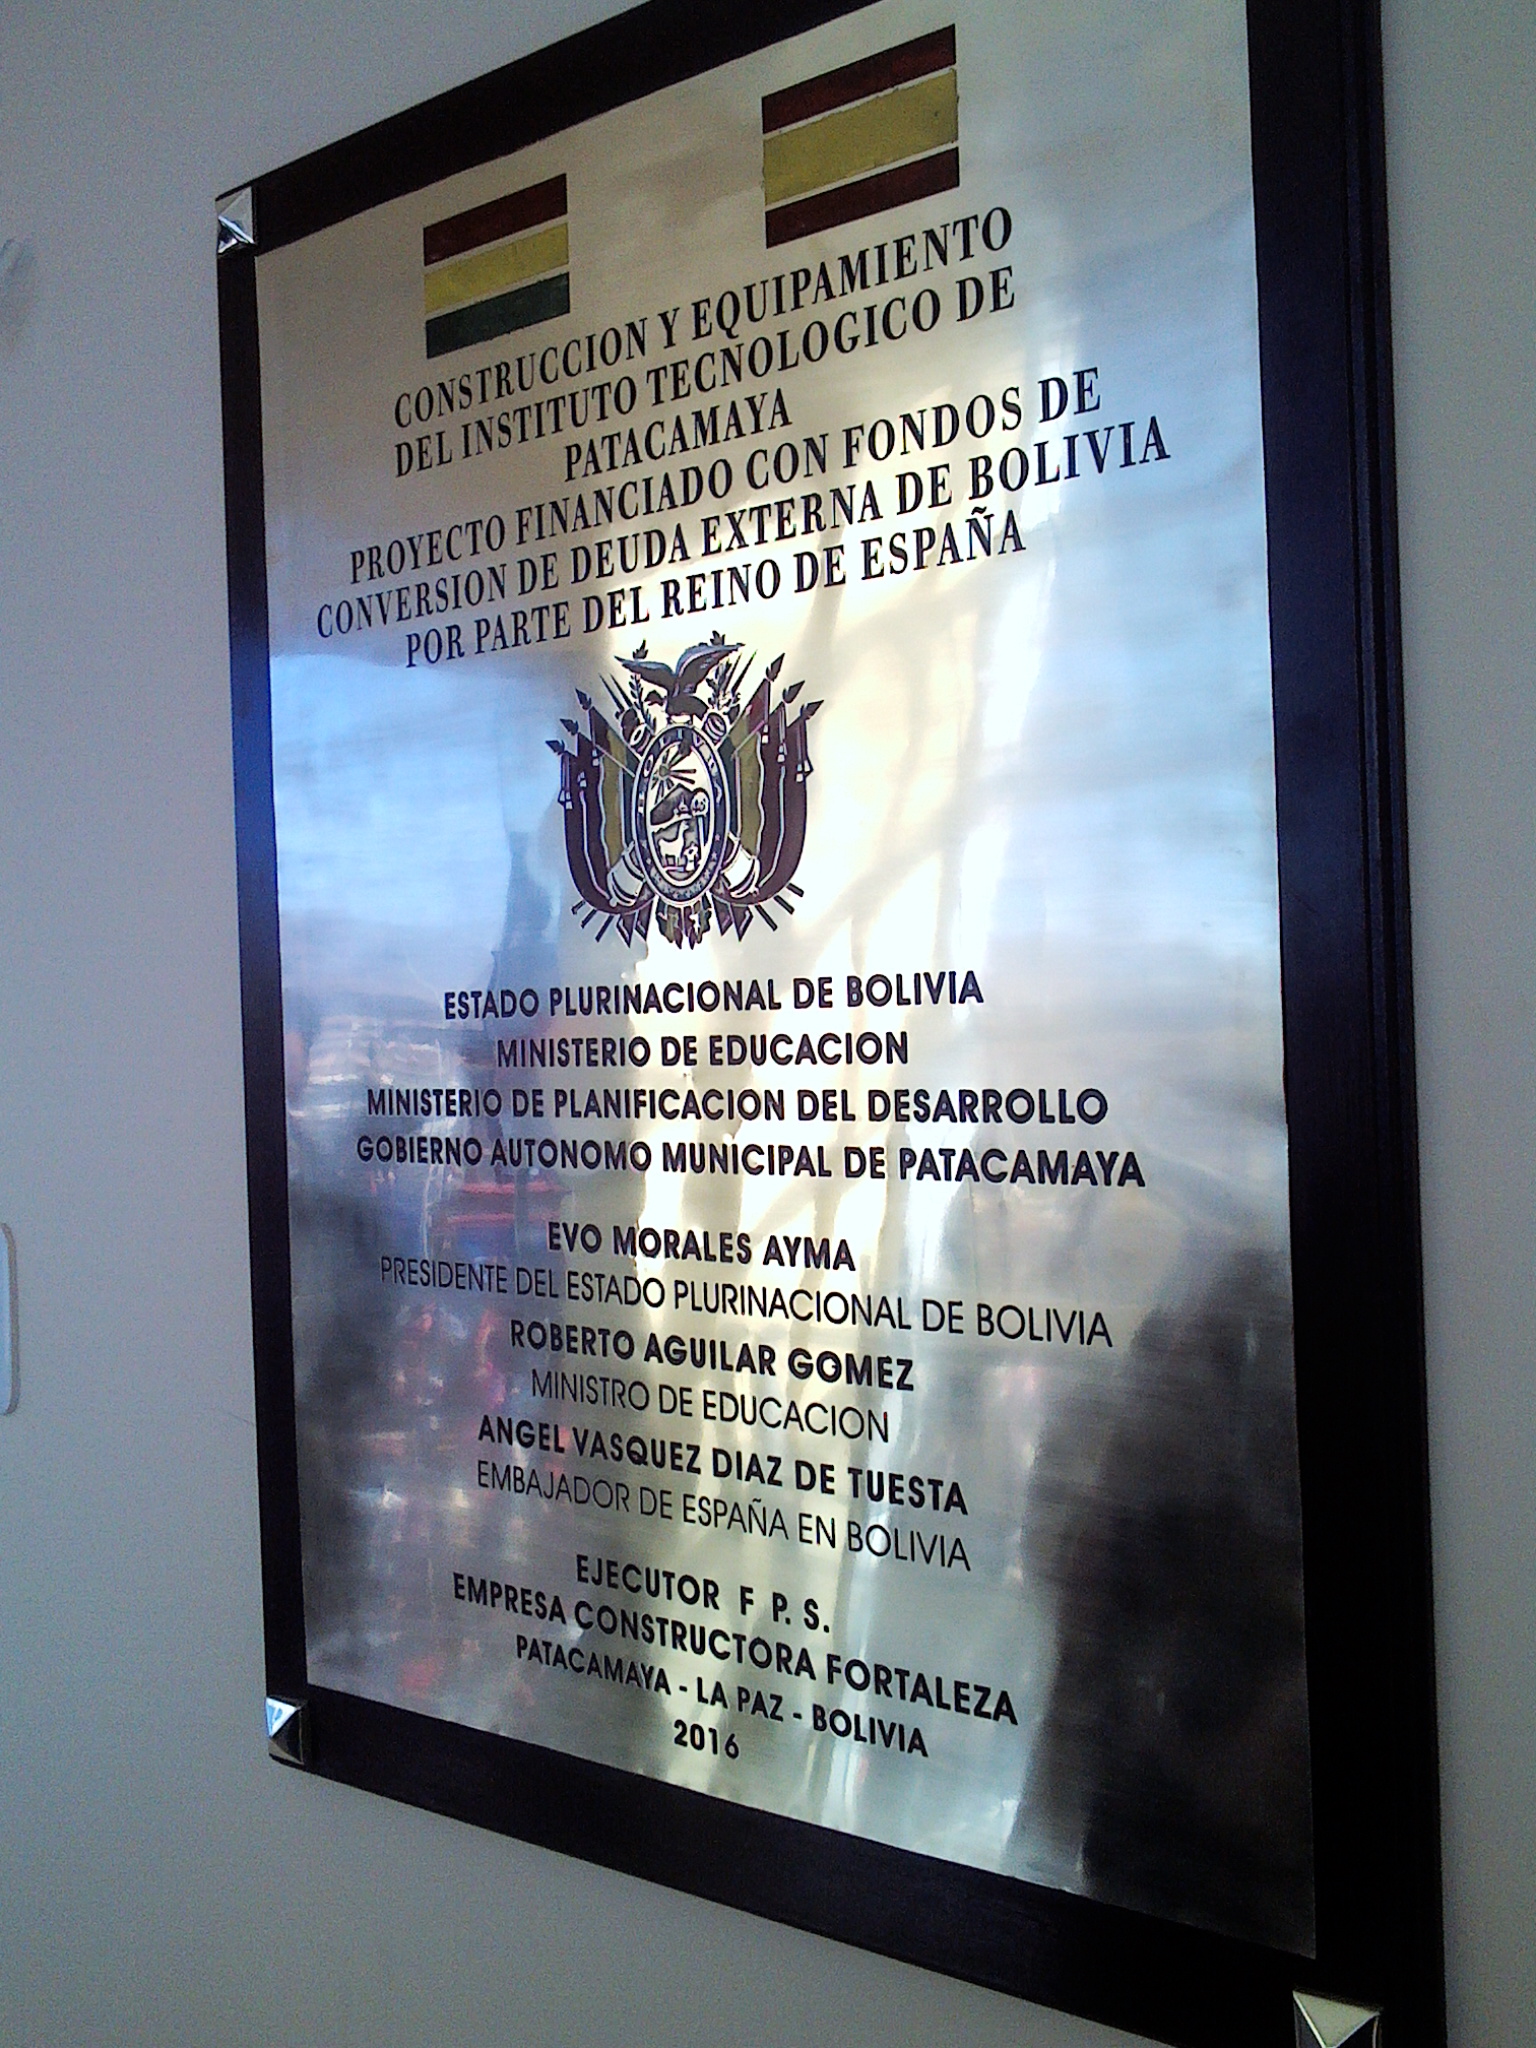 CONSTRUCCION Y EQUIPAMIENTO
DEL INSTITUTO TECNOLOGICO DE
PATACAMAYA
PROYECTO FINANCIADO CON FONDOS DE
CONVERSION DE DEUDA EXTERNA DE BOLIVIA
POR PARTE DEL REINO DE ESPAÑA
ESTADO PLURINACIONAL DE BOLIVIA
MINISTERIO DE EDUCACION
MINISTERIO DE PLANIFICACION DEL DESARROLLO
GOBIERNO AUTONOMO MUNICIPAL DE PATACAMAYA
EVO MORALES AYMA
PRESIDENTE DEL ESTADO PLURINACIONAL DE BOLIVIA
ROBERTO AGUILAR GOMEZ
MINISTRO DE EDUCACION
ANGEL VASQUEZ DIAZ DE TUESTA
EMBAJADOR DE ESPAÑA EN BOLIVIA
EJECUTOR F P. S.
EMPRESA CONSTRUCTORA FORTALEZA
PATACAMAYA - LA PAZ - BOLIVIA
2016